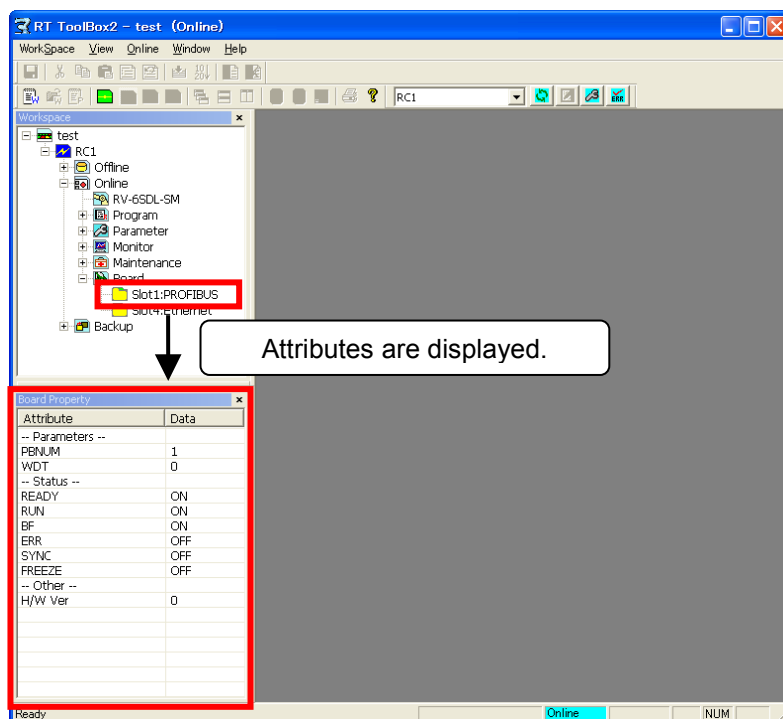 RT ToolBox2 - test (Online)
WorkSpace View Online Window Help
RC1
Workspace
test
RC1
Offline
Online
RV-6SDL-SM
Program
Parameter
Monitor
Maintenance
Board
Slot1:PROFIBUS
Slot4:Ethernet
Backup
Attributes are displayed.
Board Property
Attribute Data
-- Parameters --
PBNUM 1
WDT 0
-- Status --
READY ON
RUN ON
BF ON
ERR OFF
SYNC OFF
FREEZE OFF
-- Other --
H/W Ver 0
Ready Online NUM